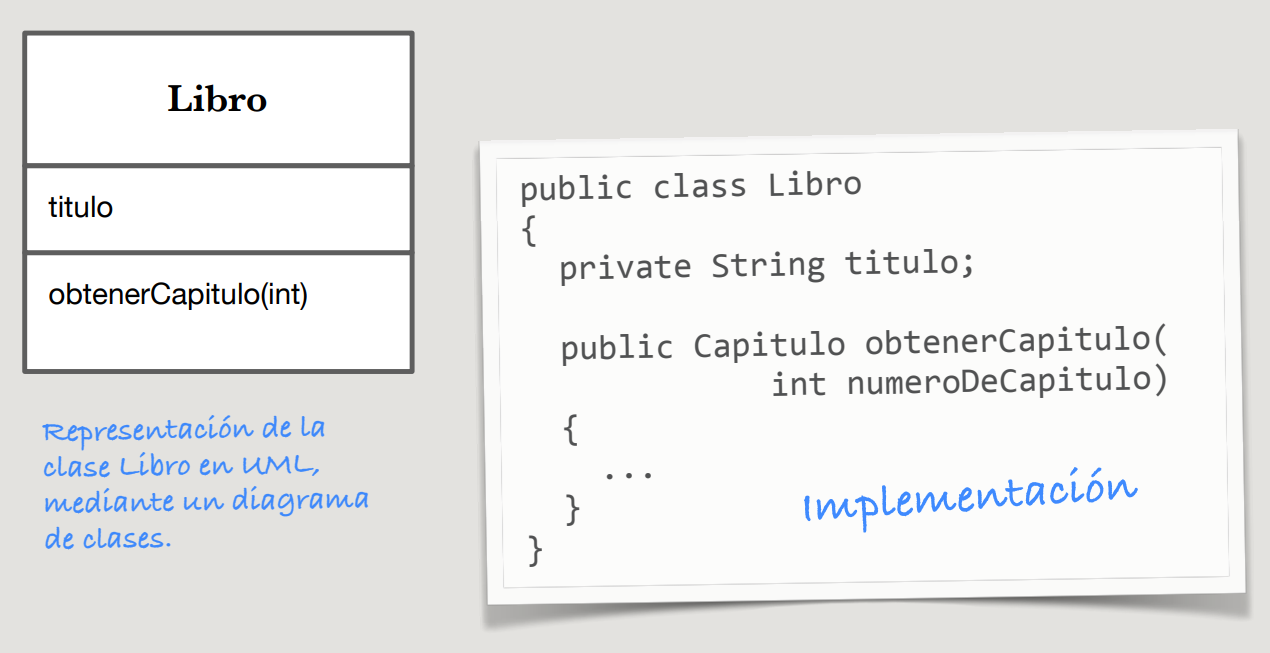 Libro
titulo
obtenerCapitulo(int)
Representación de la
clase Libro en UML,
mediante un diagrama
de clases.
public class Libro
{
private String titulo;
public Capitulo obtenerCapitulo(
int numeroDeCapitulo)
{
...
}
}
Implementación